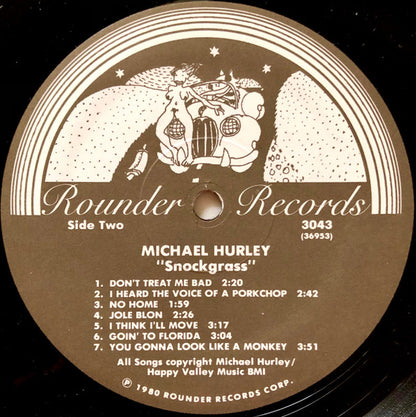 Rounder Records
Side Two 3043
(36953)
MICHAEL HURLEY
"Snockgrass"
1. DON'T TREAT ME BAD 2:20
2. I HEARD THE VOICE OF A PORKCHOP 2:42
3. NO HOME 1:59
4. JOLE BLON 2:26
5. I THINK I'LL MOVE 3:17
6. GOIN' TO FLORIDA 3:04
7. YOU GONNA LOOK LIKE A MONKEY 3:51
All Songs copyright Michael Hurley/
Happy Valley Music BMI
Ⓟ 1980 ROUNDER RECORDS CORP.